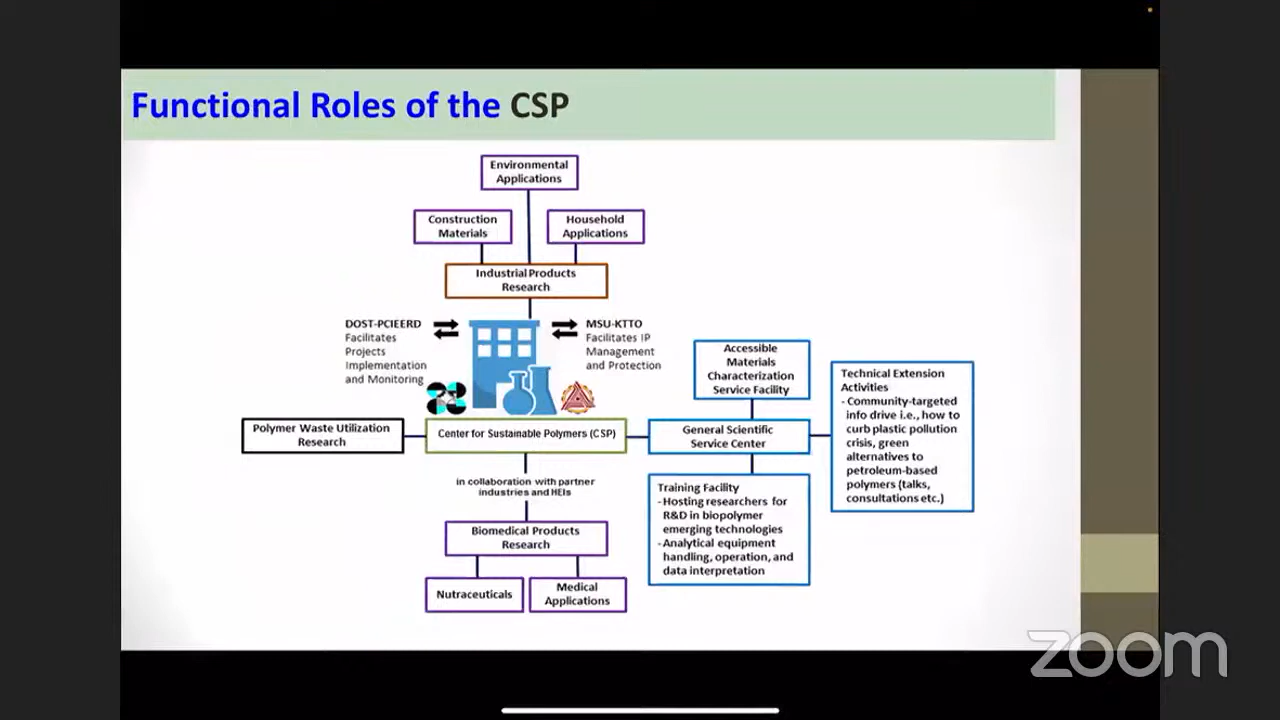 Functional Roles of the CSP
Environmental
Applications
Construction
Materials
Household
Applications
Industrial Products
Research
DOST-PCIEERD
Facilitates
Projects
Implementation
and Monitoring
MSU-KTTO
Facilitates IP
Management
and Protection
Polymer Waste Utilization
Research
Center for Sustainable Polymers (CSP)
General Scientific
Service Center
Accessible
Materials
Characterization
Service Facility
Technical Extension
Activities
- Community-targeted
info drive i.e., how to
curb plastic pollution
crisis, green
alternatives to
petroleum-based
polymers (talks,
consultations etc.)
Training Facility
- Hosting researchers for
R&D in biopolymer
emerging technologies
- Analytical equipment
handling, operation, and
data interpretation
in collaboration with partner
industries and HEIs
Biomedical Products
Research
Nutraceuticals
Medical
Applications
zoom